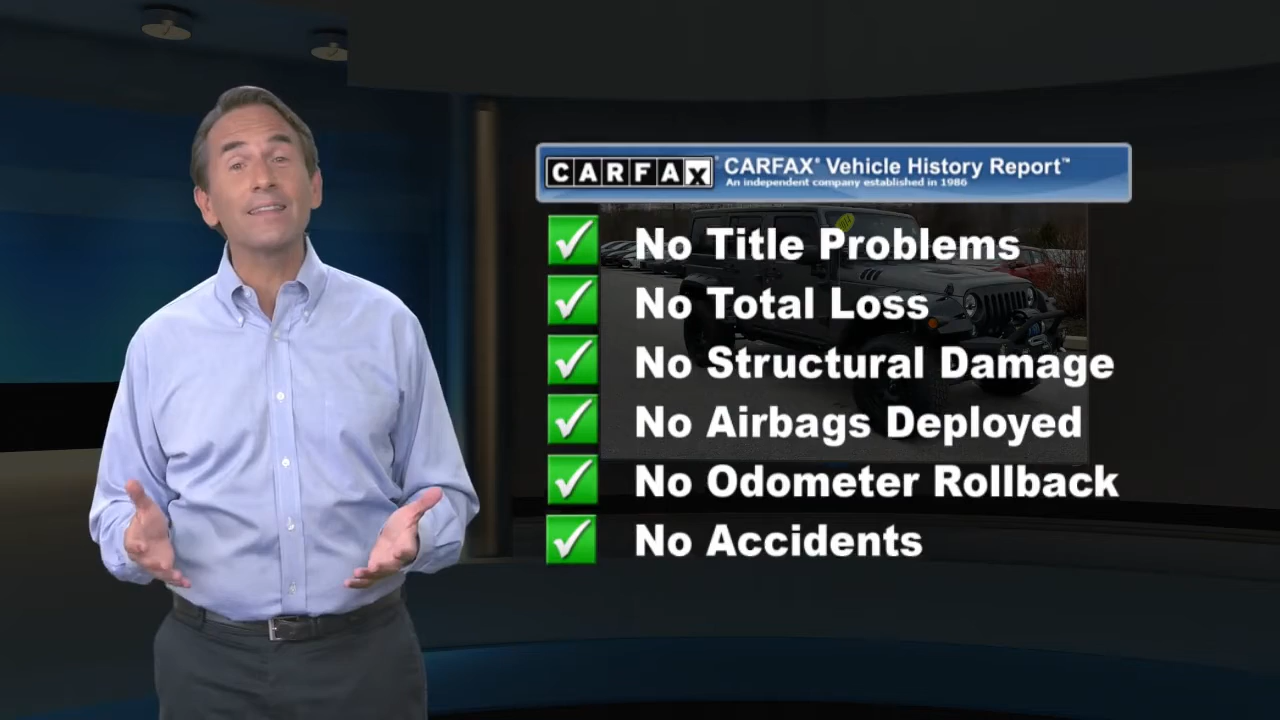 CARFAX® CARFAX® Vehicle History Report™
An independent company established in 1986
No Title Problems
No Total Loss
No Structural Damage
No Airbags Deployed
No Odometer Rollback
No Accidents